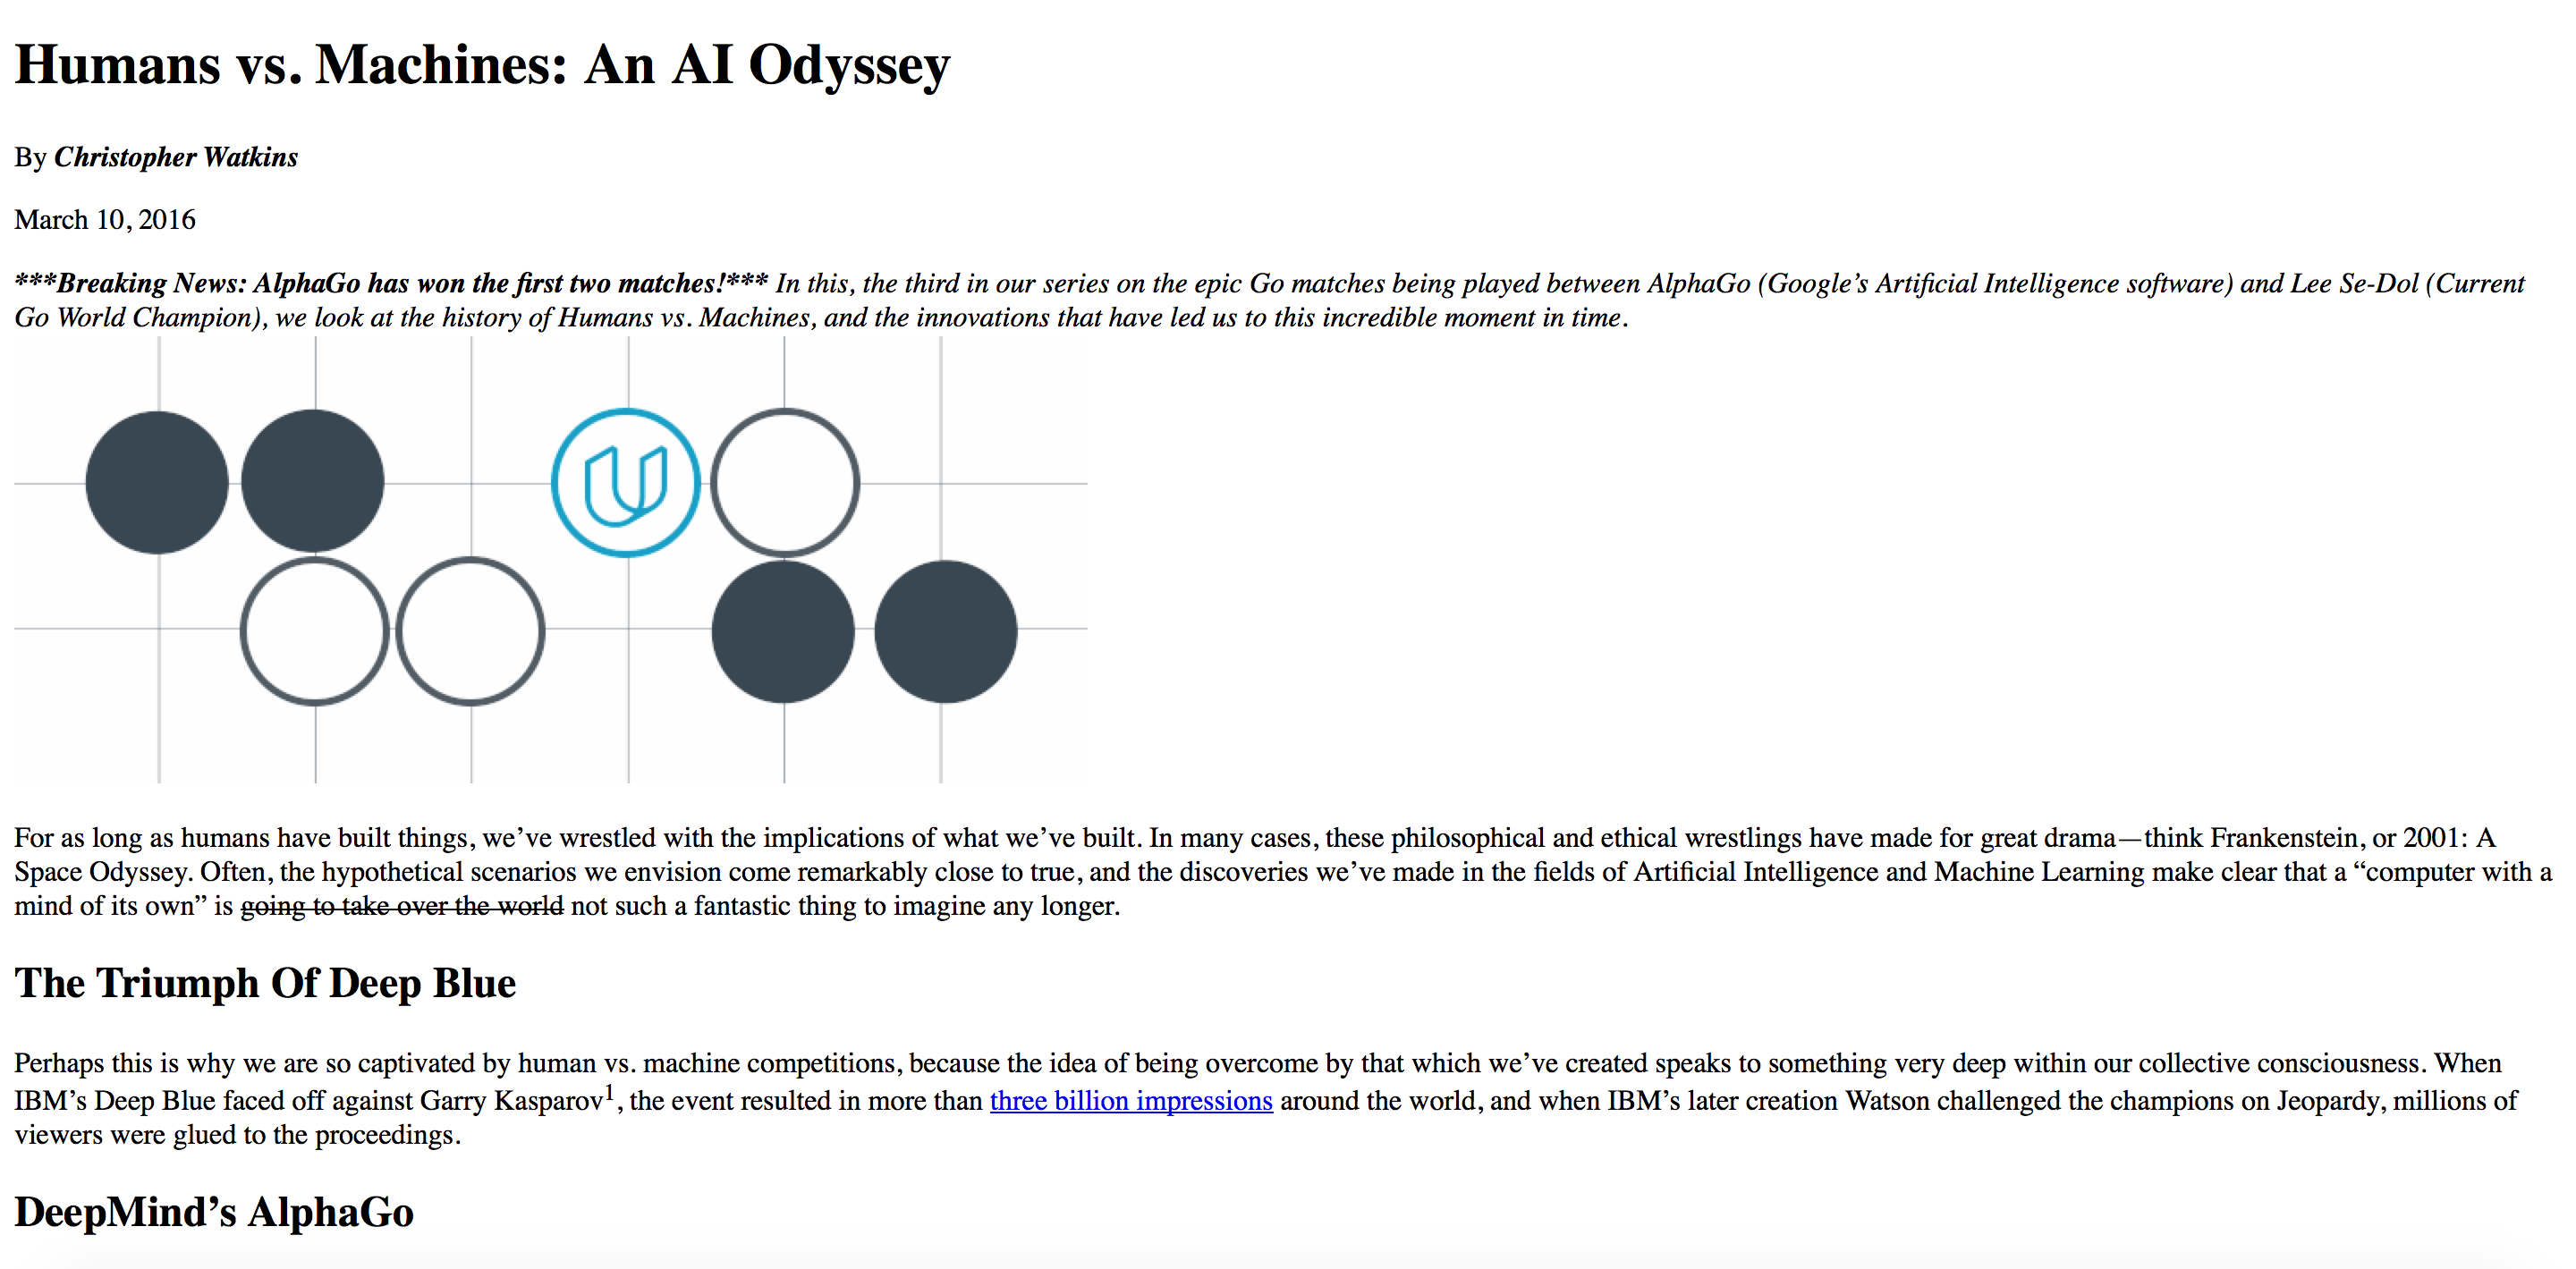 Humans vs. Machines: An AI Odyssey
By Christopher Watkins
March 10, 2016
***Breaking News: AlphaGo has won the first two matches!*** In this, the third in our series on the epic Go matches being played between AlphaGo (Google’s Artificial Intelligence software) and Lee Se-Dol (Current
Go World Champion), we look at the history of Humans vs. Machines, and the innovations that have led us to this incredible moment in time.
U
For as long as humans have built things, we’ve wrestled with the implications of what we’ve built. In many cases, these philosophical and ethical wrestlings have made for great drama—think Frankenstein, or 2001: A
Space Odyssey. Often, the hypothetical scenarios we envision come remarkably close to true, and the discoveries we’ve made in the fields of Artificial Intelligence and Machine Learning make clear that a “computer with a
mind of its own” is going to take over the world not such a fantastic thing to imagine any longer.
The Triumph Of Deep Blue
Perhaps this is why we are so captivated by human vs. machine competitions, because the idea of being overcome by that which we’ve created speaks to something very deep within our collective consciousness. When
IBM’s Deep Blue faced off against Garry Kasparov1, the event resulted in more than three billion impressions around the world, and when IBM’s later creation Watson challenged the champions on Jeopardy, millions of
viewers were glued to the proceedings.
DeepMind’s AlphaGo